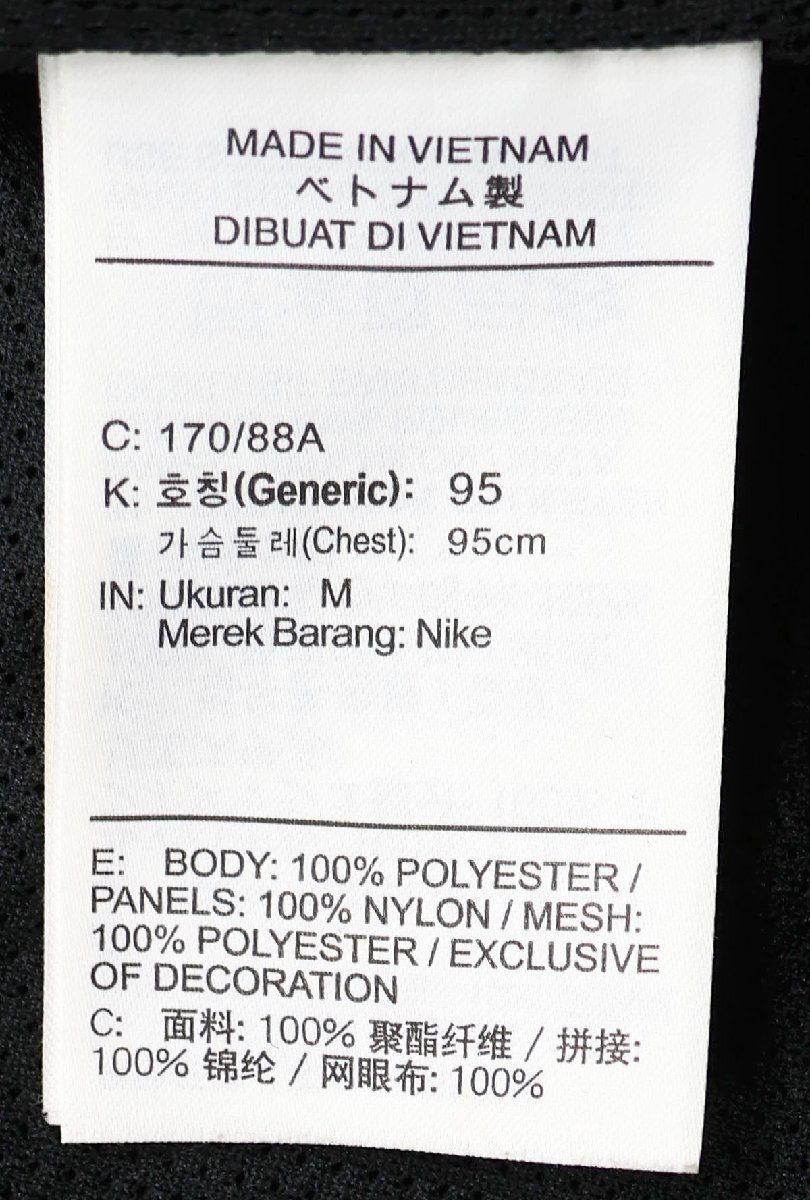 MADE IN VIETNAM
ベトナム製
DIBUAT DI VIETNAM
C: 170/88A
K: 호칭(Generic): 95
가슴둘레(Chest): 95cm
IN: Ukuran: M
Merek Barang: Nike
E: BODY: 100% POLYESTER /
PANELS: 100% NYLON / MESH:
100% POLYESTER / EXCLUSIVE
OF DECORATION
C: 面料: 100% 聚酯纤维 / 拼接:
100% 锦纶 / 网眼布: 100%